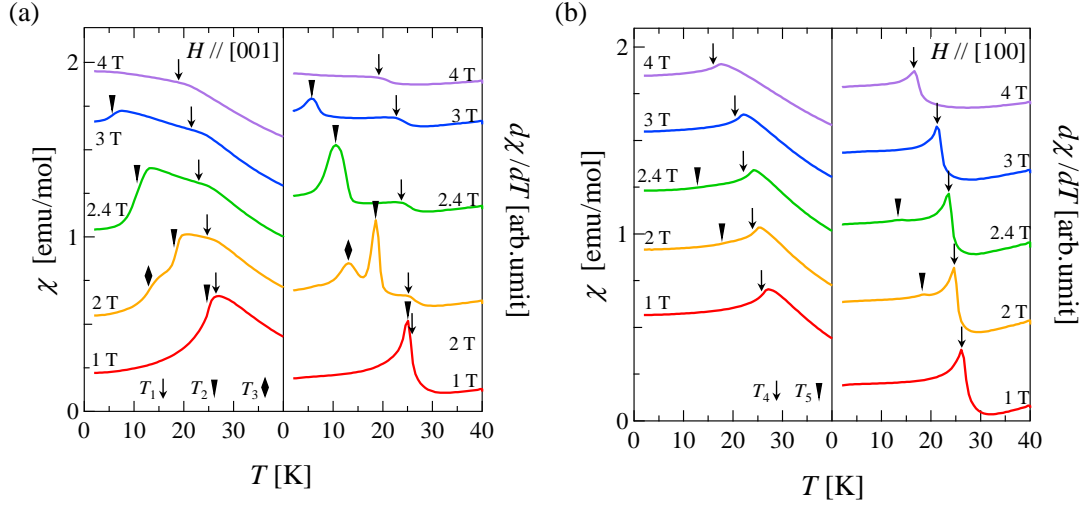 (a)
H // [001]
4 T
3 T
2.4 T
2 T
1 T
T1↓ T2▼ T3♦
4 T
3 T
2.4 T
2 T
1 T
2
1
0
χ [emu/mol]
dχ/dT [arb.umit]
0 10 20 30 0 10 20 30 40
T [K]
(b)
H // [100]
4 T
3 T
2.4 T
2 T
1 T
T4↓ T5▼
4 T
3 T
2.4 T
2 T
1 T
2
1
0
χ [emu/mol]
dχ/dT [arb.umit]
0 10 20 30 0 10 20 30 40
T [K]